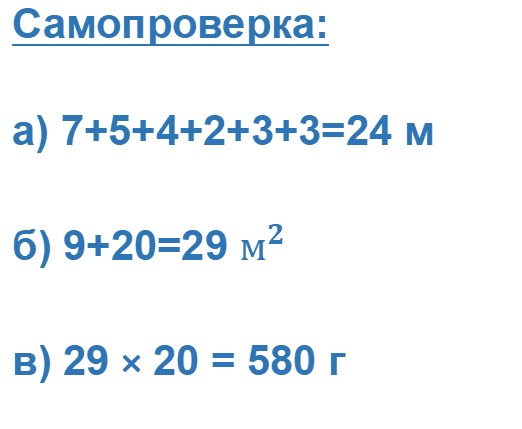 Самопроверка:
а) 7+5+4+2+3+3=24 м
б) 9+20=29 м²
в) 29 × 20 = 580 г